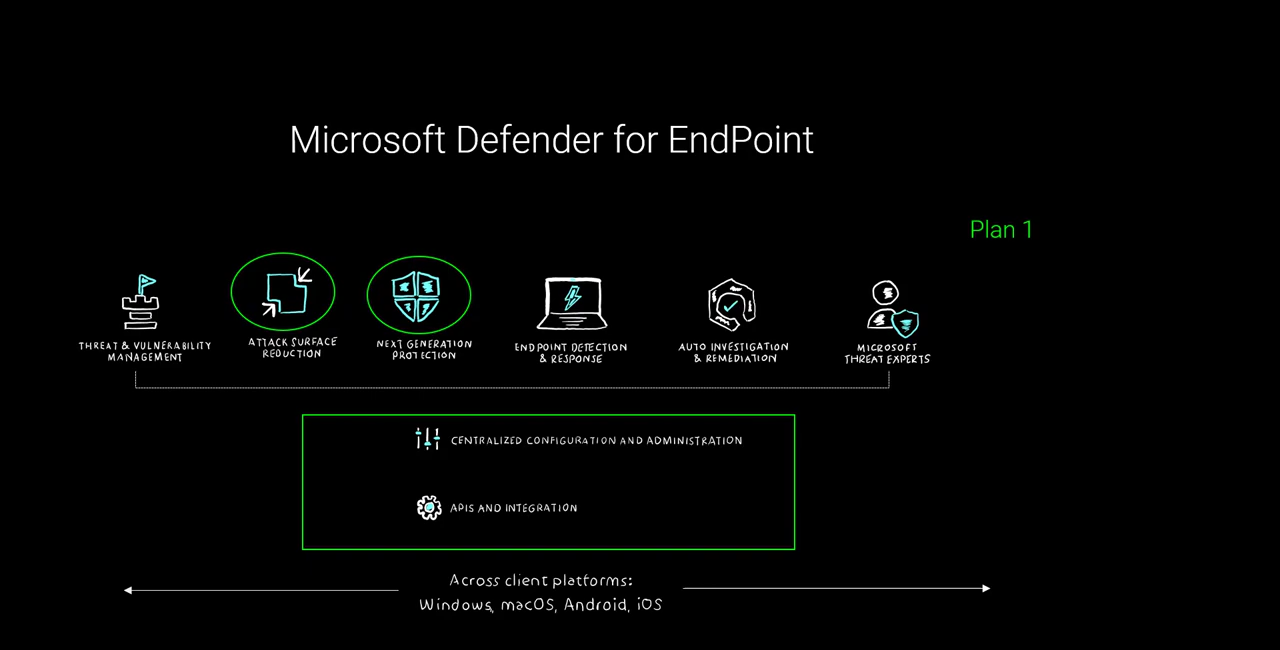 Microsoft Defender for EndPoint
Plan 1
THREAT & VULNERABILITY
MANAGEMENT
ATTACK SURFACE
REDUCTION
NEXT GENERATION
PROTECTION
ENDPOINT DETECTION
& RESPONSE
AUTO INVESTIGATION
& REMEDIATION
MICROSOFT
THREAT EXPERTS
CENTRALIZED CONFIGURATION AND ADMINISTRATION
APIS AND INTEGRATION
Across client platforms:
Windows, macOS, Android, iOS